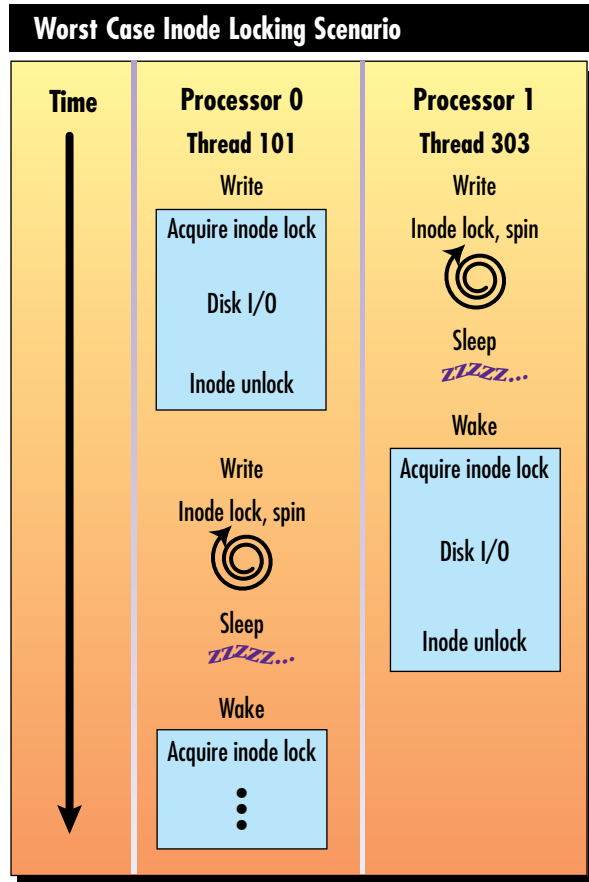 Worst Case Inode Locking Scenario
Time
Processor 0
Thread 101
Write
Acquire inode lock
Disk I/O
Inode unlock
Write
Inode lock, spin
Sleep
zzzzz...
Wake
Acquire inode lock
Processor 1
Thread 303
Write
Inode lock, spin
Sleep
zzzzz...
Wake
Acquire inode lock
Disk I/O
Inode unlock